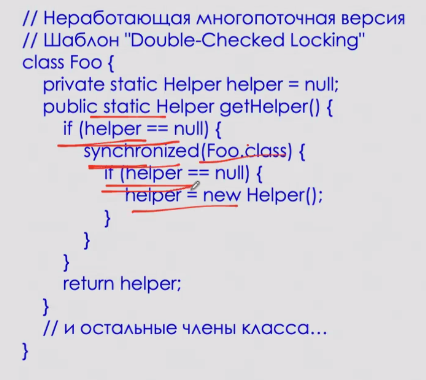 // Неработающая многопоточная версия
// Шаблон "Double-Checked Locking"
class Foo {
private static Helper helper = null;
public static Helper getHelper() {
if (helper == null) {
synchronized(Foo.class) {
if (helper == null) {
helper = new Helper();
}
}
}
return helper;
}
// и остальные члены класса...
}